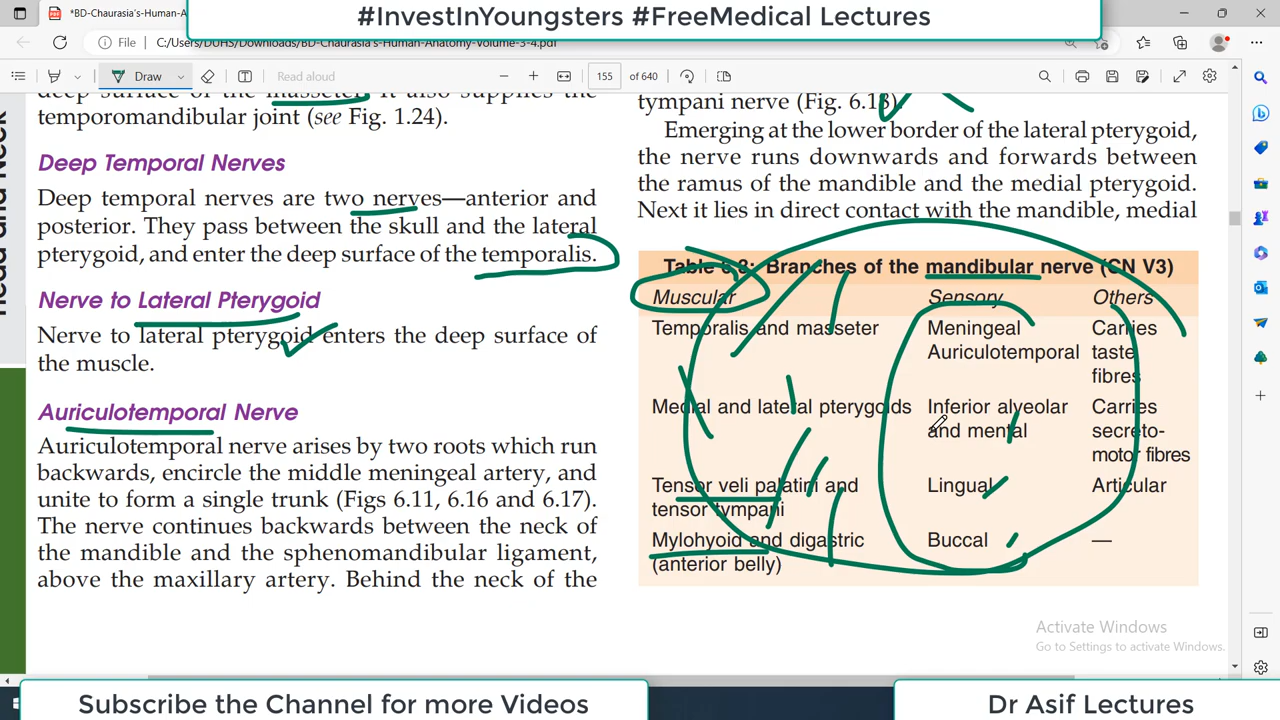 #InvestInYoungsters #FreeMedical Lectures
*BD-Chaurasia's-Human-A
File
C:/Users/DUHS/Downloads/BD-Chaurasia's-Human-Anatomy-Volume-3-4.pdf
Draw
Read aloud
155 of 640
Head and Neck
deep surface of the masseter. It also supplies the
temporomandibular joint (see Fig. 1.24).
Deep Temporal Nerves
Deep temporal nerves are two nerves—anterior and
posterior. They pass between the skull and the lateral
pterygoid, and enter the deep surface of the temporalis.
Nerve to Lateral Pterygoid
Nerve to lateral pterygoid enters the deep surface of
the muscle.
Auriculotemporal Nerve
Auriculotemporal nerve arises by two roots which run
backwards, encircle the middle meningeal artery, and
unite to form a single trunk (Figs 6.11, 6.16 and 6.17).
The nerve continues backwards between the neck of
the mandible and the sphenomandibular ligament,
above the maxillary artery. Behind the neck of the
tympani nerve (Fig. 6.13).
Emerging at the lower border of the lateral pterygoid,
the nerve runs downwards and forwards between
the ramus of the mandible and the medial pterygoid.
Next it lies in direct contact with the mandible, medial
Table 6.3: Branches of the mandibular nerve (CN V3)
Muscular Sensory Others
Temporalis and masseter Meningeal Carries
Auriculotemporal taste
fibres
Medial and lateral pterygoids Inferior alveolar Carries
and mental secreto-
motor fibres
Tensor veli palatini and Lingual Articular
tensor tympani
Mylohyoid and digastric Buccal —
(anterior belly)
Activate Windows
Go to Settings to activate Windows.
Subscribe the Channel for more Videos
Dr Asif Lectures